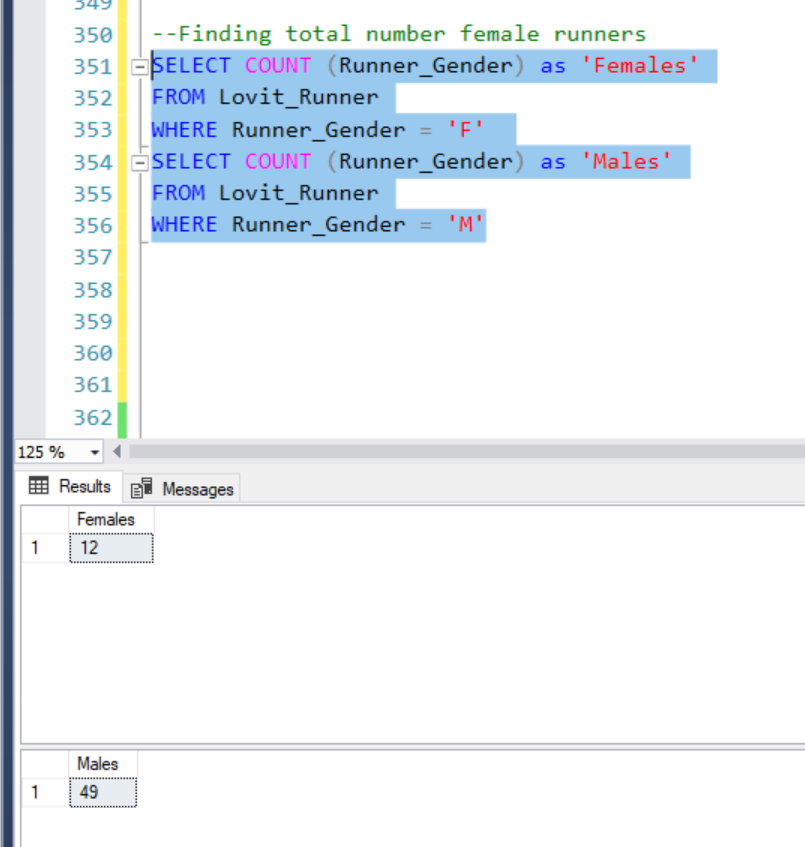 349
350 --Finding total number female runners
351 SELECT COUNT (Runner_Gender) as 'Females'
352 FROM Lovit_Runner
353 WHERE Runner_Gender = 'F'
354 SELECT COUNT (Runner_Gender) as 'Males'
355 FROM Lovit_Runner
356 WHERE Runner_Gender = 'M'
357
358
359
360
361
362
125 %
Results Messages
Females
1 12
Males
1 49